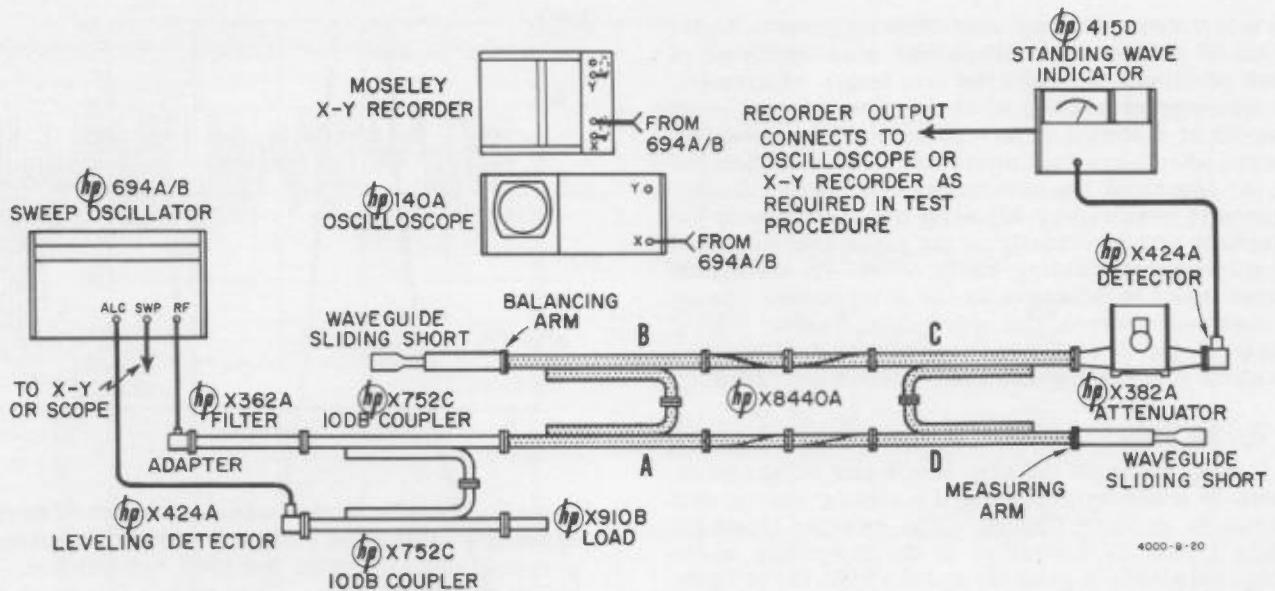 hp 415D
STANDING WAVE
INDICATOR
MOSELEY
X-Y RECORDER
Y
X
FROM
694A/B
RECORDER OUTPUT
CONNECTS TO
OSCILLOSCOPE OR
X-Y RECORDER AS
REQUIRED IN TEST
PROCEDURE
hp 694A/B
SWEEP OSCILLATOR
ALC SWP RF
hp 140A
OSCILLOSCOPE
Y
X
FROM
694A/B
hp X424A
DETECTOR
TO X-Y
OR SCOPE
WAVEGUIDE
SLIDING SHORT
BALANCING
ARM
B
C
hp X362A
FILTER
hp X752C
10DB COUPLER
hp X8440A
hp X382A
ATTENUATOR
ADAPTER
A
D
MEASURING
ARM
WAVEGUIDE
SLIDING SHORT
hp X424A
LEVELING DETECTOR
hp X752C
10DB COUPLER
hp X910B
LOAD
4000-B-20